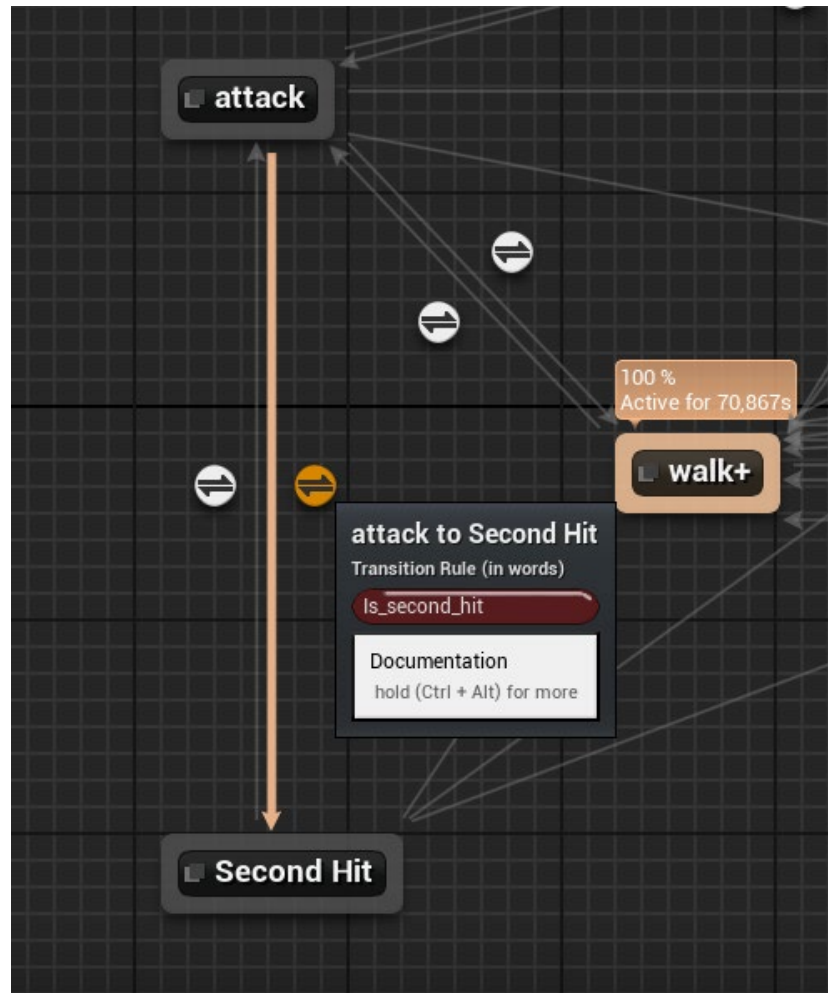 attack
100 %
Active for 70,867s
walk+
attack to Second Hit
Transition Rule (in words)
Is_second_hit
Documentation
hold (Ctrl + Alt) for more
Second Hit